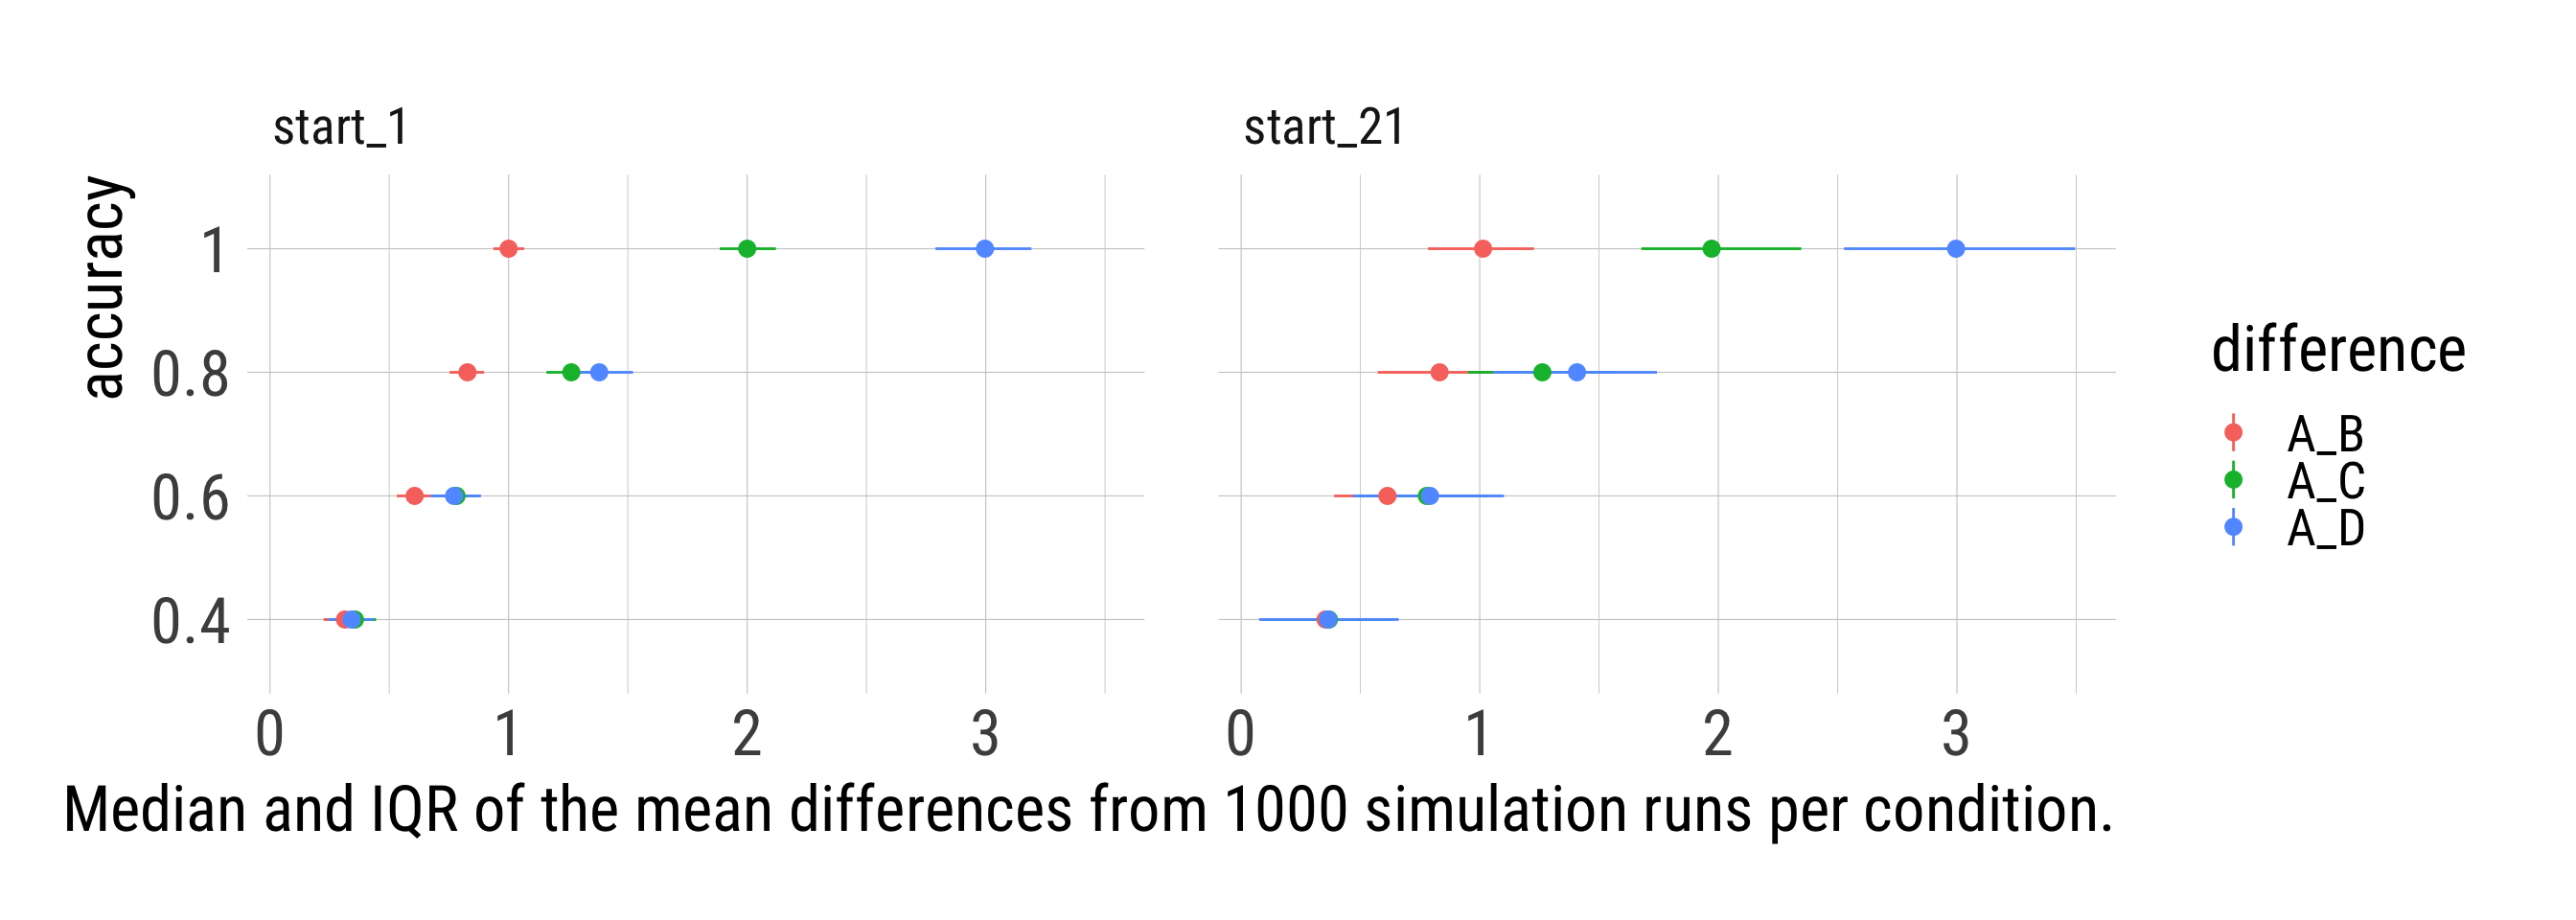 start_1
start_21
accuracy
1
0.8
0.6
0.4
0 1 2 3
0 1 2 3
Median and IQR of the mean differences from 1000 simulation runs per condition.
difference
A_B
A_C
A_D